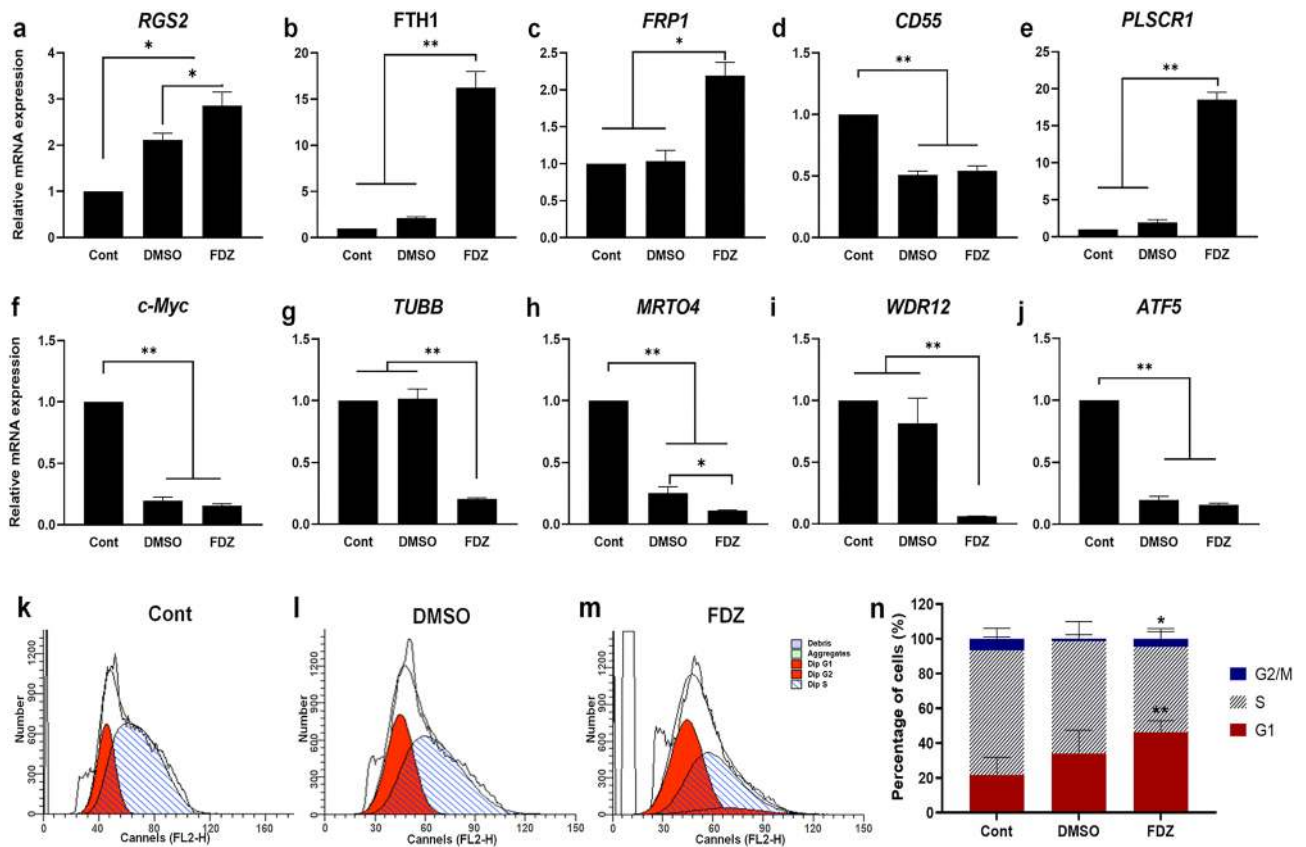 a RGS2
Relative mRNA expression
4
3
2
1
0
* *
Cont DMSO FDZ
b FTH1
20
15
10
5
0
**
Cont DMSO FDZ
c FRP1
2.5
2.0
1.5
1.0
0.5
0.0
*
Cont DMSO FDZ
d CD55
1.5
1.0
0.5
0.0
**
Cont DMSO FDZ
e PLSCR1
25
20
15
10
5
0
**
Cont DMSO FDZ
f c-Myc
Relative mRNA expression
1.5
1.0
0.5
0.0
**
Cont DMSO FDZ
g TUBB
1.5
1.0
0.5
0.0
**
Cont DMSO FDZ
h MRTO4
1.5
1.0
0.5
0.0
**
*
Cont DMSO FDZ
i WDR12
1.5
1.0
0.5
0.0
**
Cont DMSO FDZ
j ATF5
1.5
1.0
0.5
0.0
**
Cont DMSO FDZ
k Cont
Number
1200
900
600
300
0
0 40 80 120 160
Cannels (FL2-H)
l DMSO
Number
1200
900
600
300
0
30 60 90 120 150
Cannels (FL2-H)
m FDZ
Number
1200
900
600
300
0
0 30 60 90 120 150
Cannels (FL2-H)
Debris
Aggregates
Dip G1
Dip G2
Dip S
n
Percentage of cells (%)
120
100
80
60
40
20
0
*
**
Cont DMSO FDZ
G2/M
S
G1